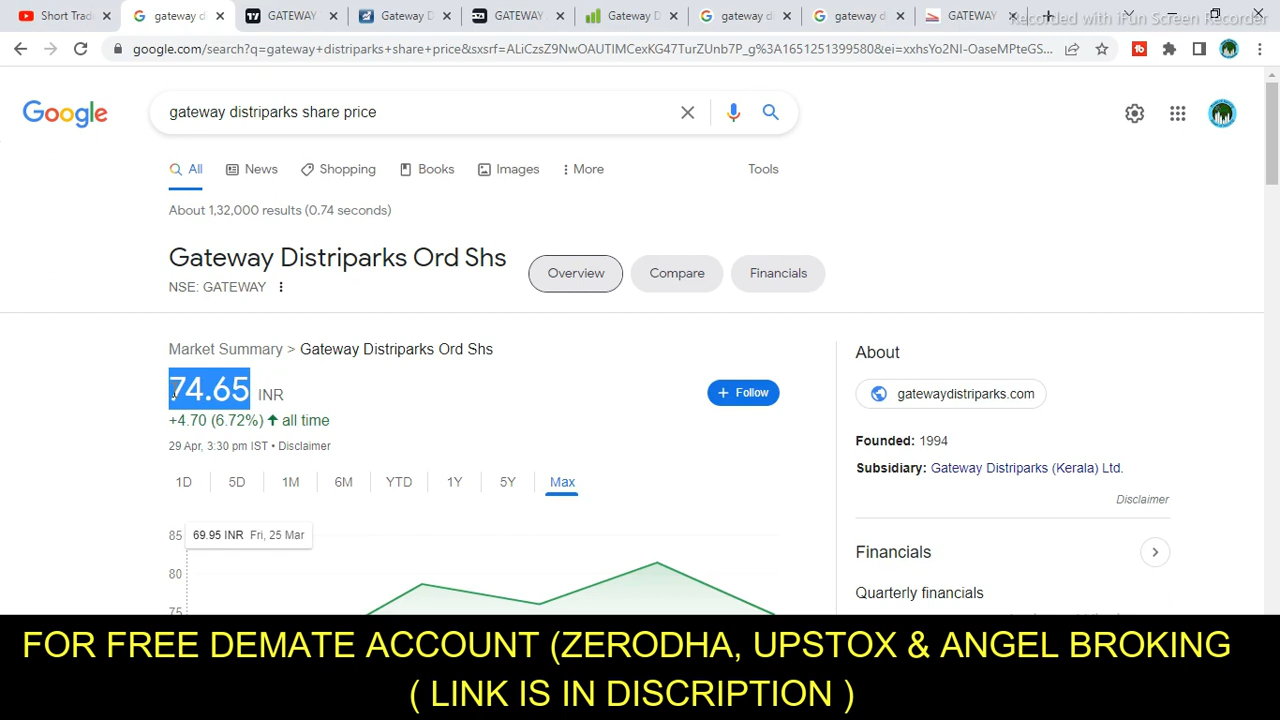 Short Trad
gateway d
GATEWAY
Gateway D
GATEWAY
Gateway D
gateway di
gateway d
GATEWAY
Recorded with iFun Screen Recorder
google.com/search?q=gateway+distriparks+share+price&sxsrf=ALiCzsZ9NwOAUTIMCexKG47TurZUnb7P_g%3A1651251399580&ei=xxhsYo2NI-OaseMPteGS...
Google
gateway distriparks share price
All
News
Shopping
Books
Images
More
Tools
About 1,32,000 results (0.74 seconds)
Gateway Distriparks Ord Shs
NSE: GATEWAY
Overview
Compare
Financials
Market Summary > Gateway Distriparks Ord Shs
74.65 INR
+ Follow
+4.70 (6.72%) ↑ all time
29 Apr, 3:30 pm IST • Disclaimer
1D
5D
1M
6M
YTD
1Y
5Y
Max
69.95 INR Fri, 25 Mar
85
80
75
About
gatewaydistriparks.com
Founded: 1994
Subsidiary: Gateway Distriparks (Kerala) Ltd.
Disclaimer
Financials
Quarterly financials
FOR FREE DEMATE ACCOUNT (ZERODHA, UPSTOX & ANGEL BROKING
( LINK IS IN DISCRIPTION )